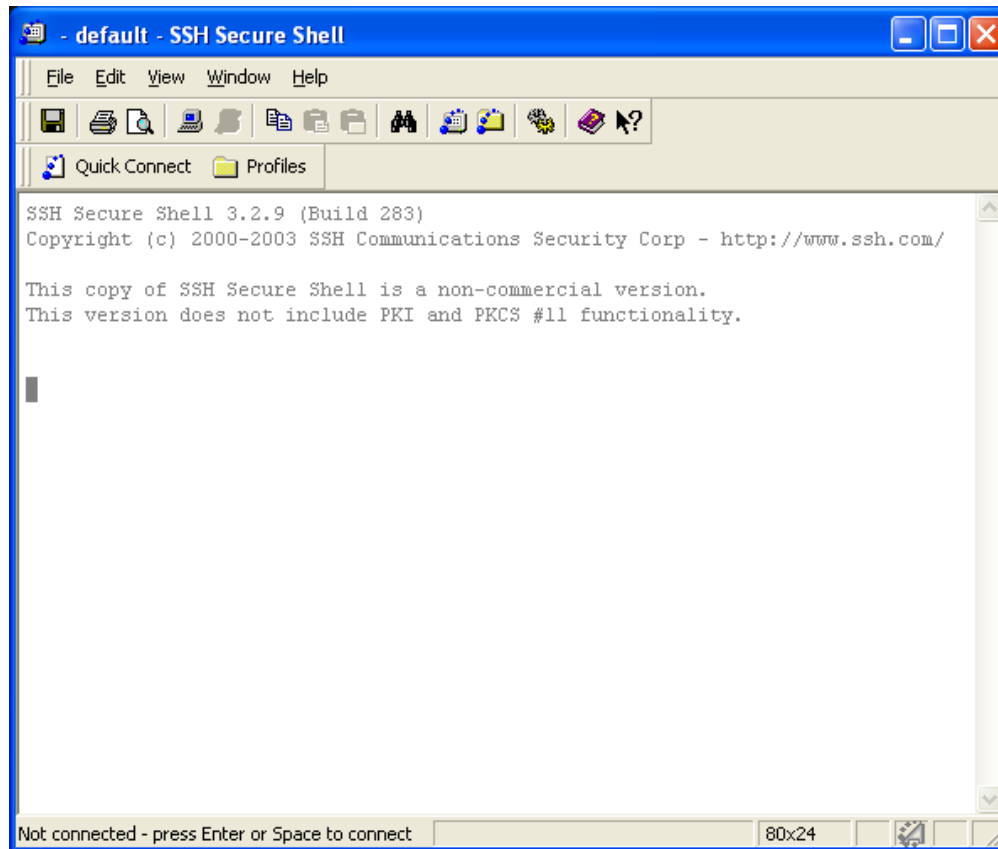 - default - SSH Secure Shell
File Edit View Window Help
Quick Connect Profiles
SSH Secure Shell 3.2.9 (Build 283)
Copyright (c) 2000-2003 SSH Communications Security Corp - http://www.ssh.com/
This copy of SSH Secure Shell is a non-commercial version.
This version does not include PKI and PKCS #11 functionality.
Not connected - press Enter or Space to connect 80x24